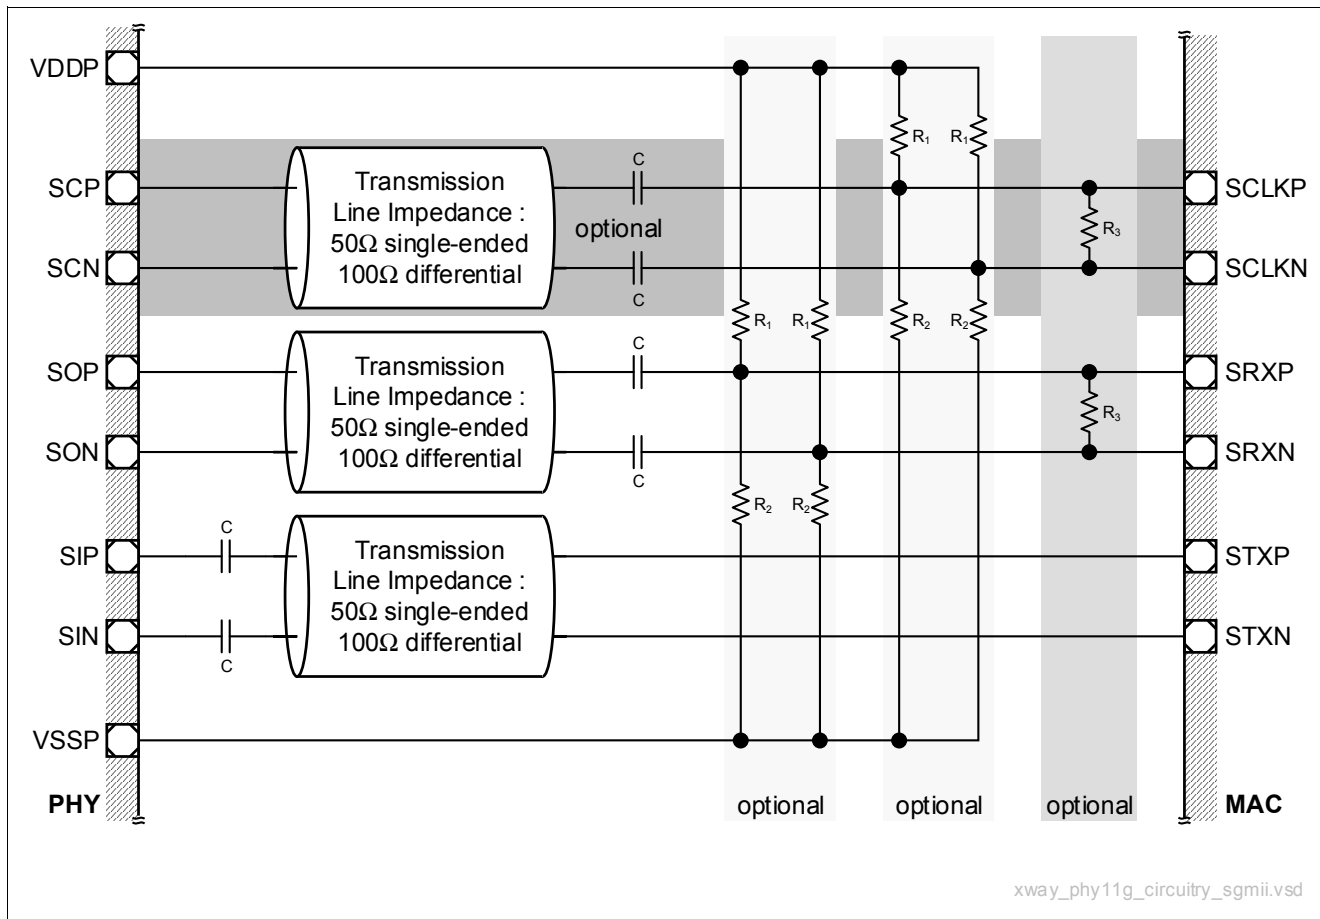 VDDP
R₁ R₁
C
SCP
Transmission
Line Impedance :
50Ω single-ended
100Ω differential
optional
SCLKP
R₃
SCN
SCLKN
C
R₁ R₁ R₂ R₂
C
SOP
Transmission
Line Impedance :
50Ω single-ended
100Ω differential
SRXP
R₃
SON
SRXN
C
R₂ R₂
C
SIP
Transmission
Line Impedance :
50Ω single-ended
100Ω differential
STXP
SIN
STXN
C
VSSP
PHY
optional
optional
optional
MAC
xway_phy11g_circuitry_sgmii.vsd